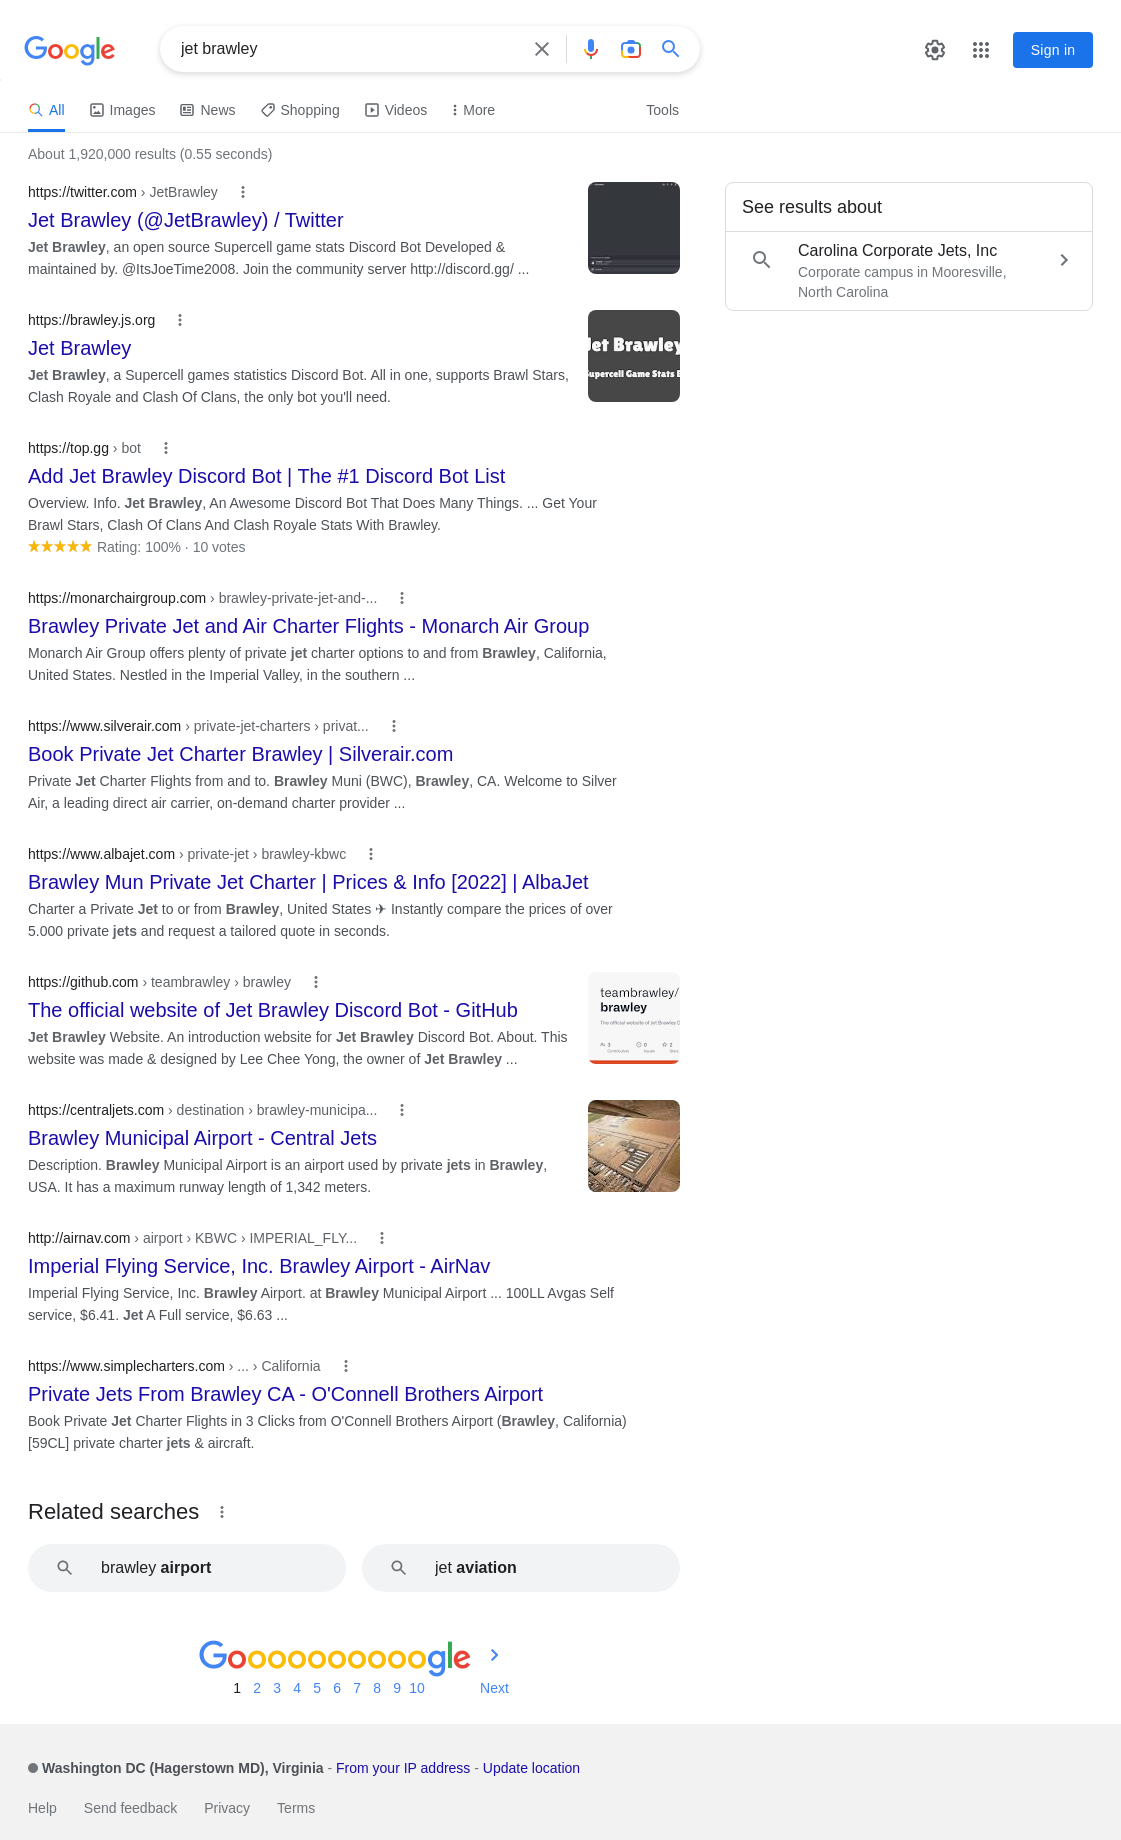 Google
jet brawley
Sign in
All Images News Shopping Videos More Tools
About 1,920,000 results (0.55 seconds)
https://twitter.com › JetBrawley
Jet Brawley (@JetBrawley) / Twitter
Jet Brawley, an open source Supercell game stats Discord Bot Developed &
maintained by. @ItsJoeTime2008. Join the community server http://discord.gg/ ...
See results about
Carolina Corporate Jets, Inc
Corporate campus in Mooresville,
North Carolina
https://brawley.js.org
Jet Brawley
Jet Brawley, a Supercell games statistics Discord Bot. All in one, supports Brawl Stars,
Clash Royale and Clash Of Clans, the only bot you'll need.
Jet Brawley
Supercell Game Stats B
https://top.gg › bot
Add Jet Brawley Discord Bot | The #1 Discord Bot List
Overview. Info. Jet Brawley, An Awesome Discord Bot That Does Many Things. ... Get Your
Brawl Stars, Clash Of Clans And Clash Royale Stats With Brawley.
Rating: 100% · 10 votes
https://monarchairgroup.com › brawley-private-jet-and-...
Brawley Private Jet and Air Charter Flights - Monarch Air Group
Monarch Air Group offers plenty of private jet charter options to and from Brawley, California,
United States. Nestled in the Imperial Valley, in the southern ...
https://www.silverair.com › private-jet-charters › privat...
Book Private Jet Charter Brawley | Silverair.com
Private Jet Charter Flights from and to. Brawley Muni (BWC), Brawley, CA. Welcome to Silver
Air, a leading direct air carrier, on-demand charter provider ...
https://www.albajet.com › private-jet › brawley-kbwc
Brawley Mun Private Jet Charter | Prices & Info [2022] | AlbaJet
Charter a Private Jet to or from Brawley, United States ✈ Instantly compare the prices of over
5.000 private jets and request a tailored quote in seconds.
https://github.com › teambrawley › brawley
The official website of Jet Brawley Discord Bot - GitHub
Jet Brawley Website. An introduction website for Jet Brawley Discord Bot. About. This
website was made & designed by Lee Chee Yong, the owner of Jet Brawley ...
teambrawley/
brawley
The official website of Jet Brawley D
3 0 2
Contributors Issues Stars
https://centraljets.com › destination › brawley-municipa...
Brawley Municipal Airport - Central Jets
Description. Brawley Municipal Airport is an airport used by private jets in Brawley,
USA. It has a maximum runway length of 1,342 meters.
http://airnav.com › airport › KBWC › IMPERIAL_FLY...
Imperial Flying Service, Inc. Brawley Airport - AirNav
Imperial Flying Service, Inc. Brawley Airport. at Brawley Municipal Airport ... 100LL Avgas Self
service, $6.41. Jet A Full service, $6.63 ...
https://www.simplecharters.com › ... › California
Private Jets From Brawley CA - O'Connell Brothers Airport
Book Private Jet Charter Flights in 3 Clicks from O'Connell Brothers Airport (Brawley, California)
[59CL] private charter jets & aircraft.
Related searches
brawley airport
jet aviation
Goooooooooogle
1 2 3 4 5 6 7 8 9 10 Next
Washington DC (Hagerstown MD), Virginia - From your IP address - Update location
Help Send feedback Privacy Terms